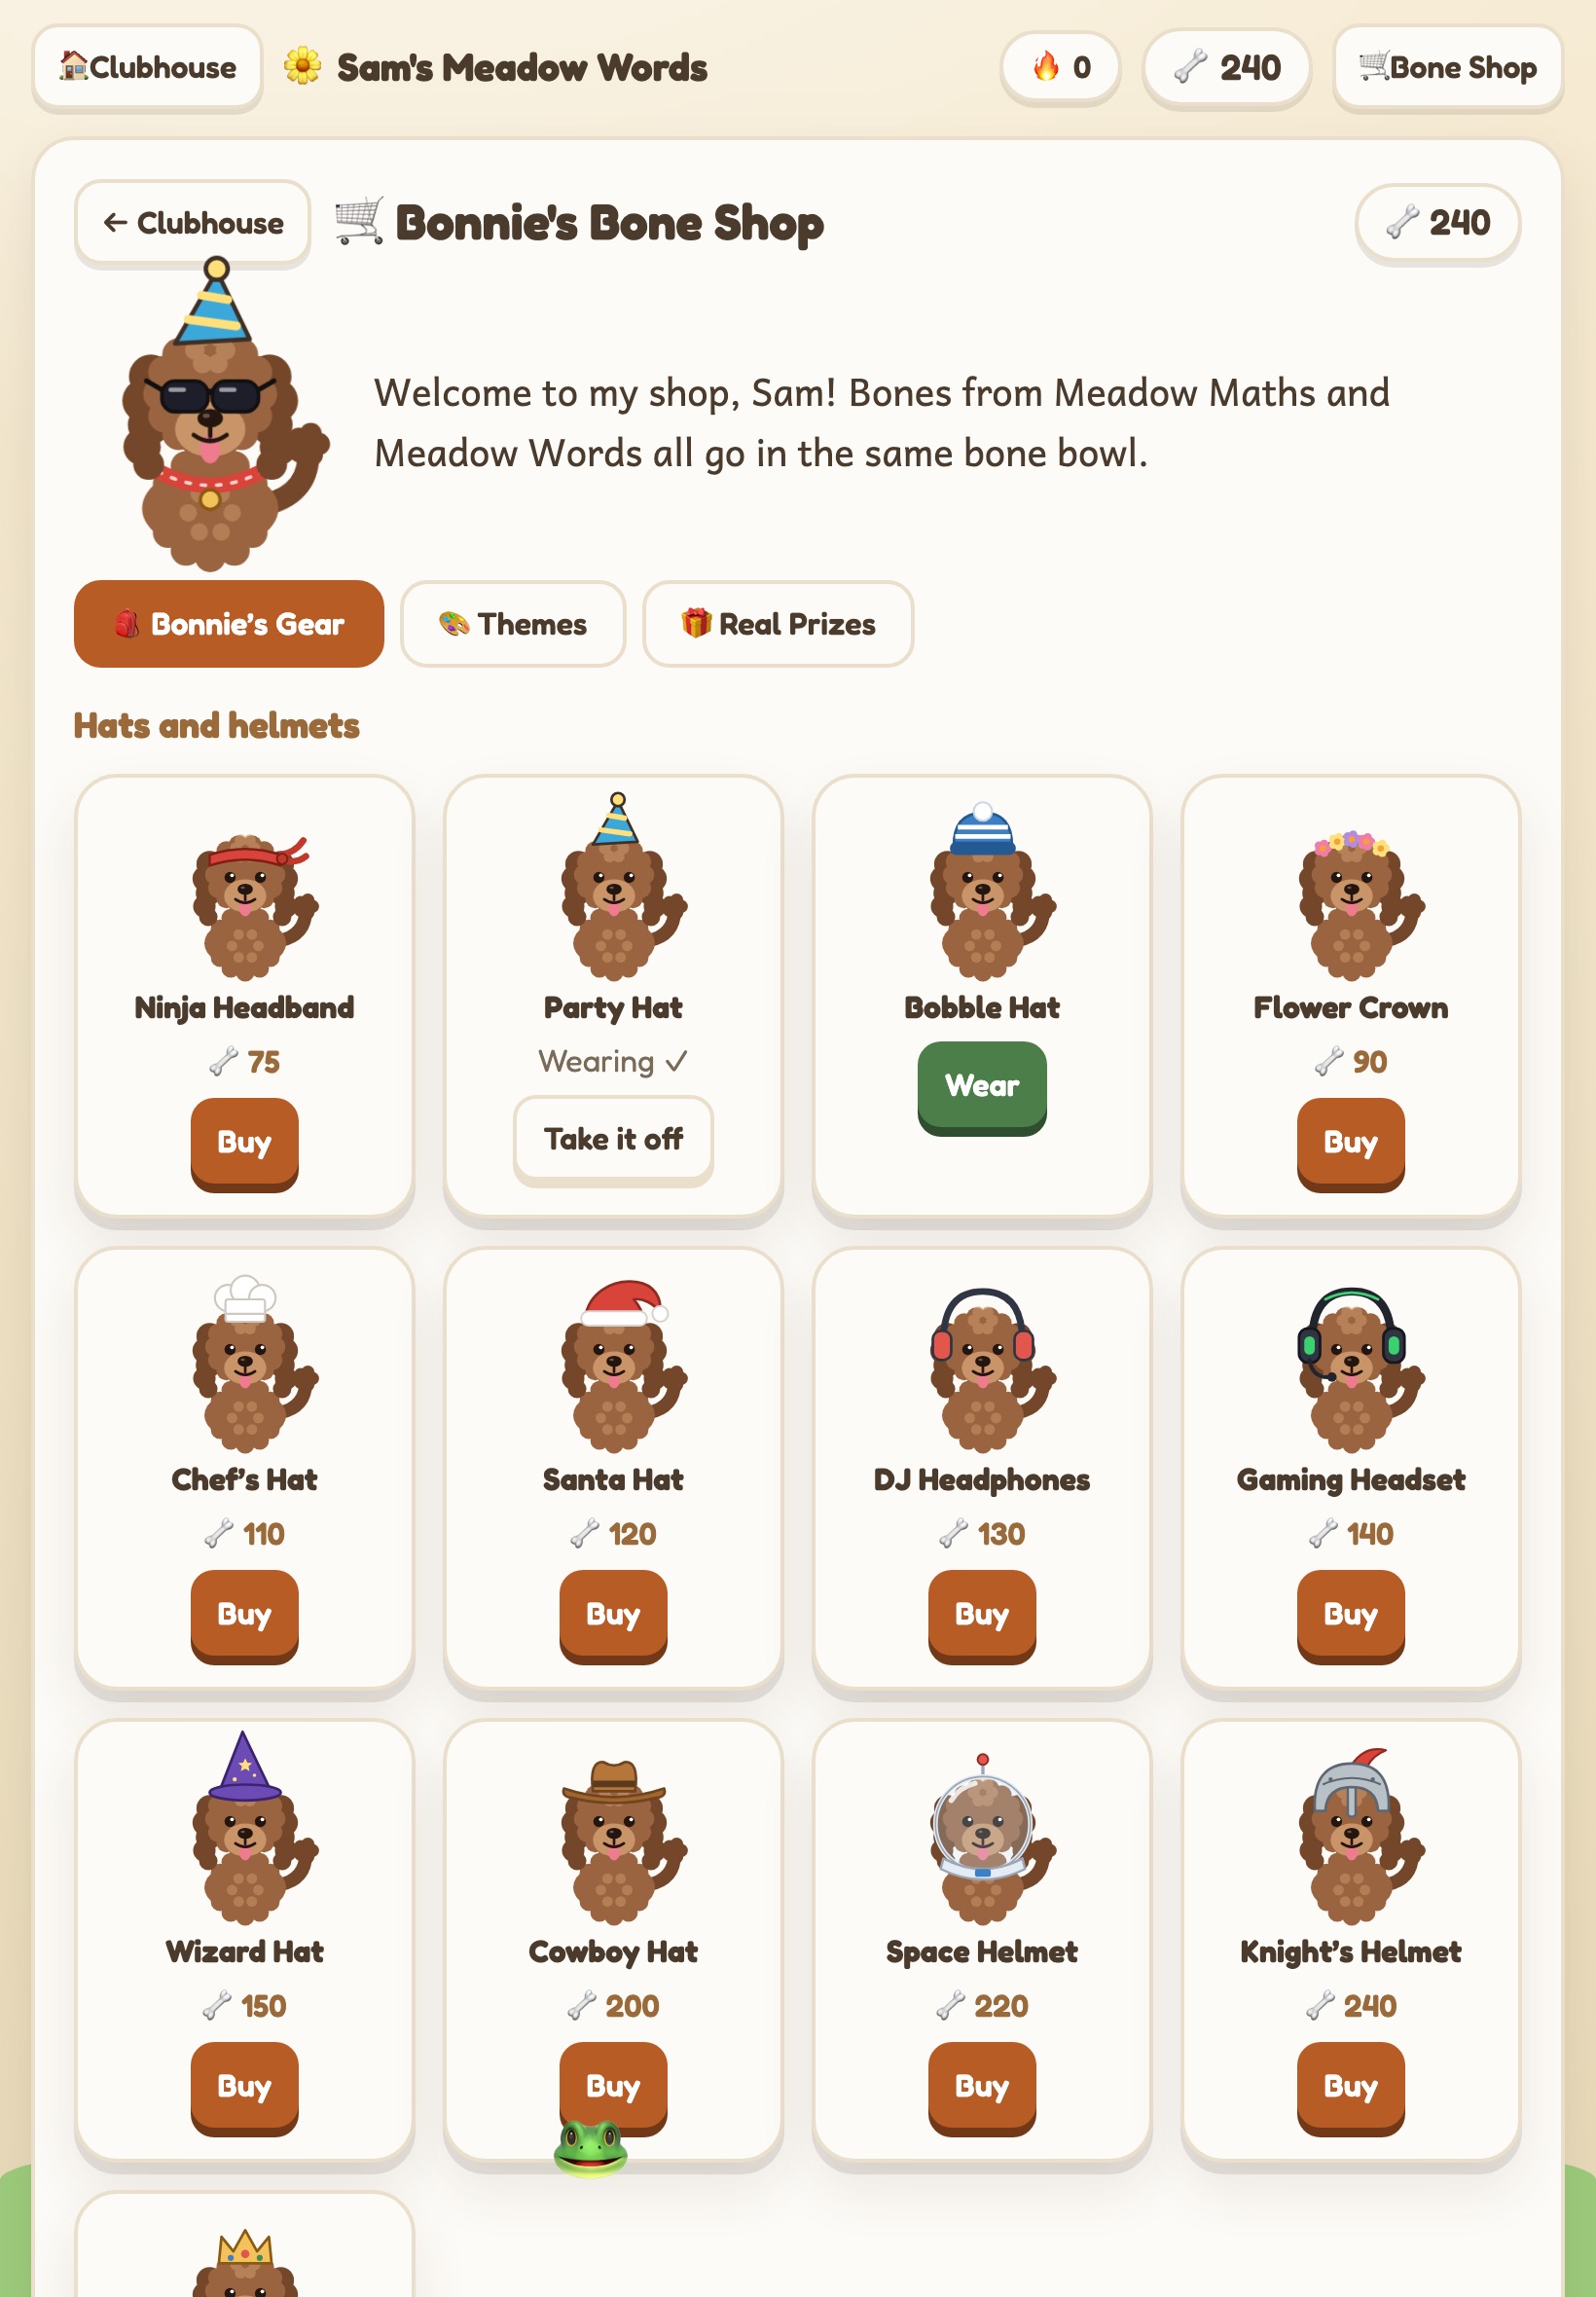 Clubhouse
Sam's Meadow Words
0
240
Bone Shop
← Clubhouse
Bonnie's Bone Shop
240
Welcome to my shop, Sam! Bones from Meadow Maths and
Meadow Words all go in the same bone bowl.
Bonnie's Gear
Themes
Real Prizes
Hats and helmets
Ninja Headband
75
Buy
Party Hat
Wearing ✓
Take it off
Bobble Hat
Wear
Flower Crown
90
Buy
Chef's Hat
110
Buy
Santa Hat
120
Buy
DJ Headphones
130
Buy
Gaming Headset
140
Buy
Wizard Hat
150
Buy
Cowboy Hat
200
Buy
Space Helmet
220
Buy
Knight's Helmet
240
Buy